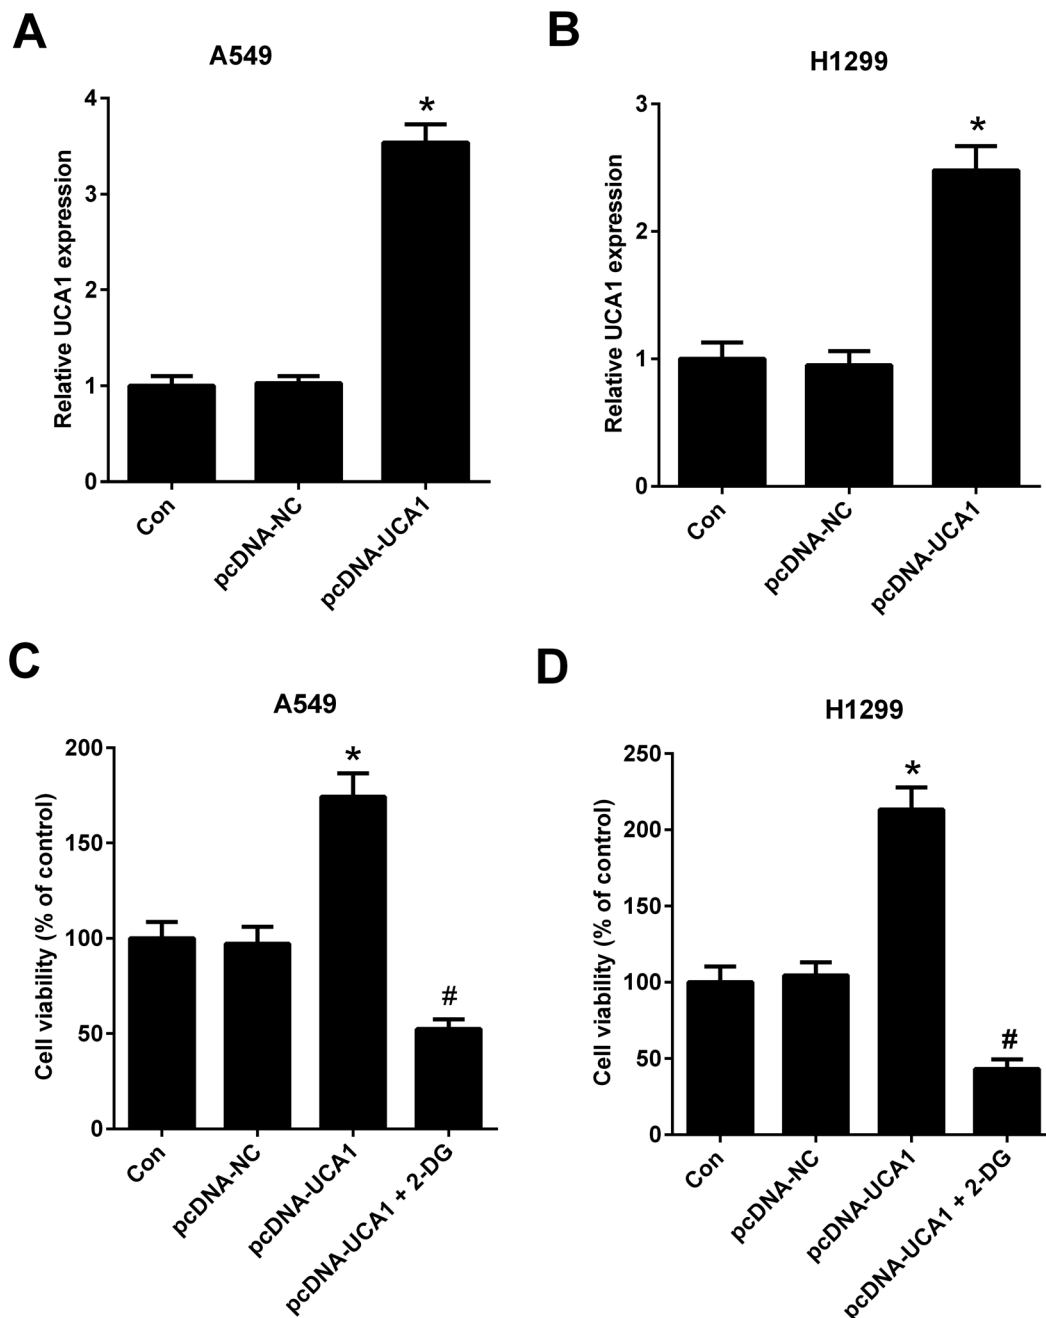 A
A549
Relative UCA1 expression
4
3
2
1
0
*
Con
pcDNA-NC
pcDNA-UCA1
B
H1299
Relative UCA1 expression
3
2
1
0
*
Con
pcDNA-NC
pcDNA-UCA1
C
A549
Cell viability (% of control)
200
150
100
50
0
*
#
Con
pcDNA-NC
pcDNA-UCA1
pcDNA-UCA1 + 2-DG
D
H1299
Cell viability (% of control)
250
200
150
100
50
0
*
#
Con
pcDNA-NC
pcDNA-UCA1
pcDNA-UCA1 + 2-DG